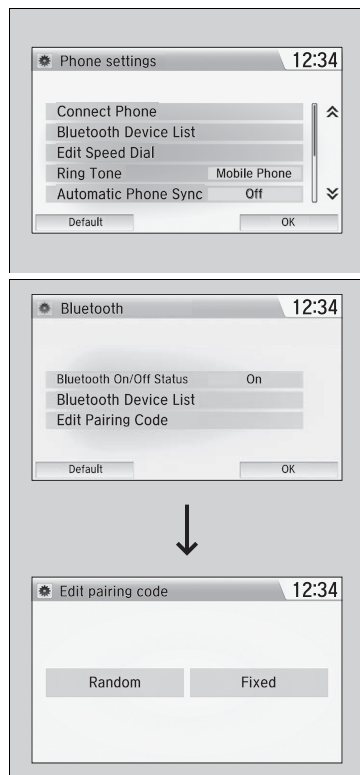 Phone settings 12:34
Connect Phone
Bluetooth Device List
Edit Speed Dial
Ring Tone Mobile Phone
Automatic Phone Sync Off
Default OK
Bluetooth 12:34
Bluetooth On/Off Status On
Bluetooth Device List
Edit Pairing Code
Default OK
Edit pairing code 12:34
Random Fixed